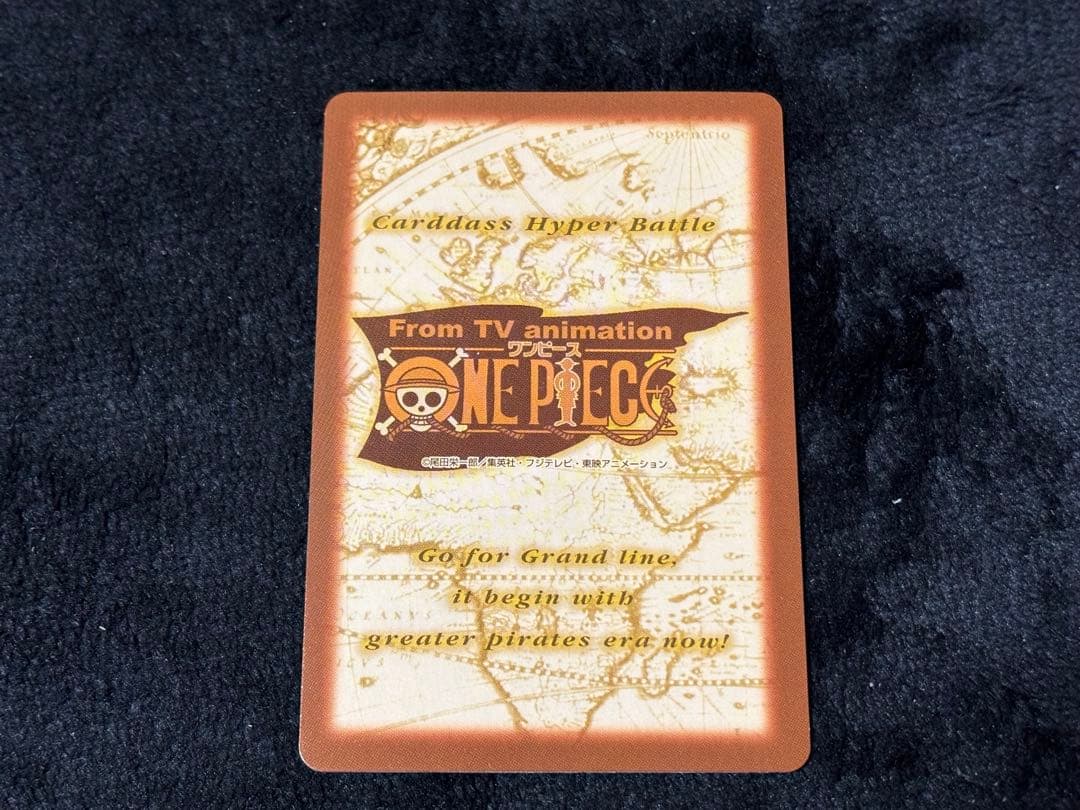 Septentrio
Carddass Hyper Battle
From TV animation
ワンピース
ONE PIECE
©尾田栄一郎／集英社・フジテレビ・東映アニメーション
Go for Grand line,
it begin with
OCEANVS
greater pirates era now!